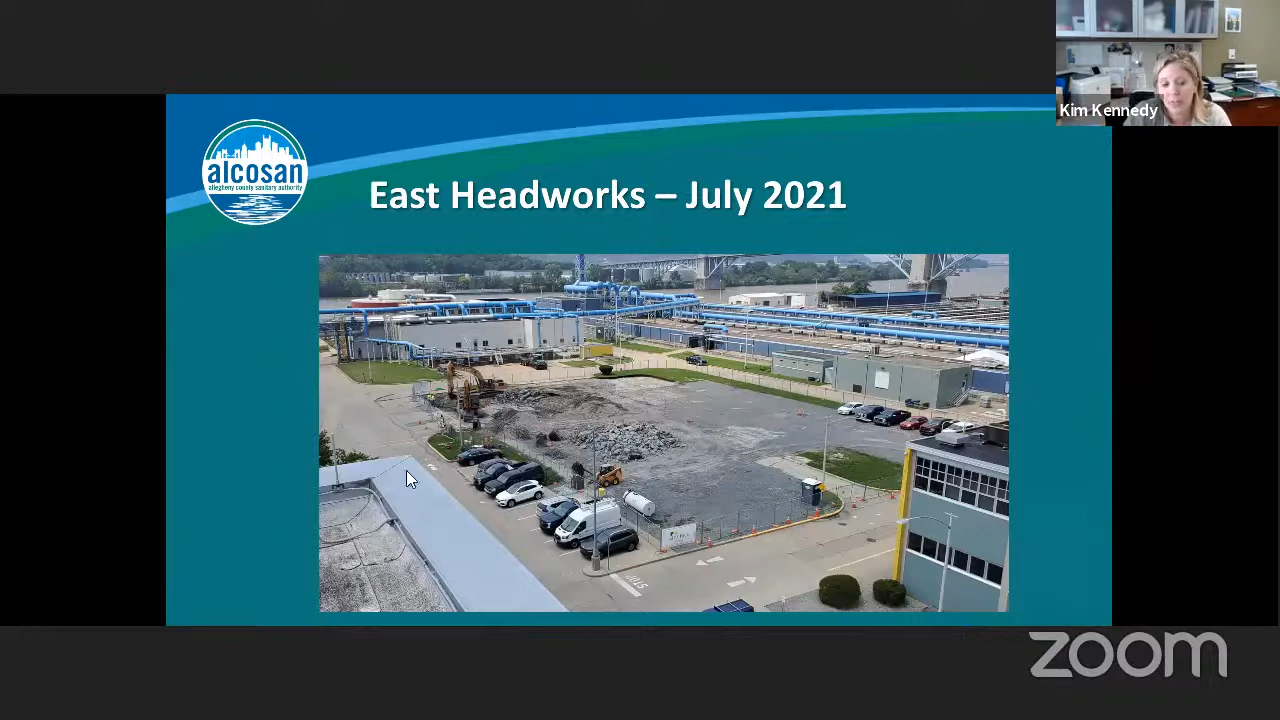 Kim Kennedy
alcosan
allegheny county sanitary authority
East Headworks – July 2021
zoom